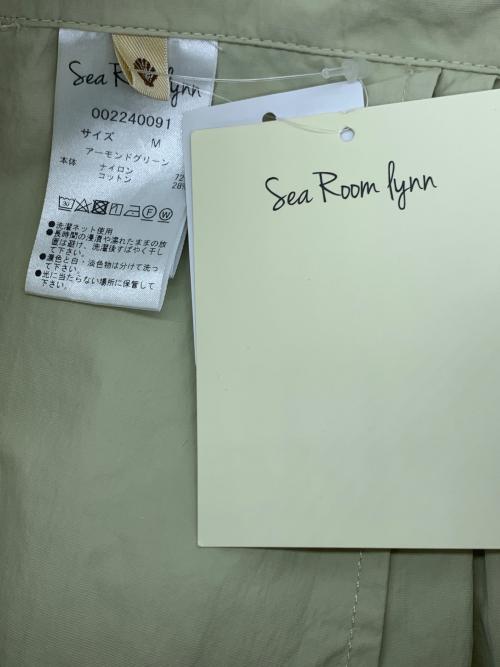 Sea Room lynn
002240091
サイズ M
アーモンドグリーン
本体 ナイロン 72
コットン 28%
●洗濯ネット使用
●長時間の浸漬や濡れたままの放
置は避け、洗濯後すばやく干し
て下さい。
●濃色と白・淡色物は分けて洗っ
て下さい。
●光に当たらない場所に保管して
下さい。
Sea Room lynn